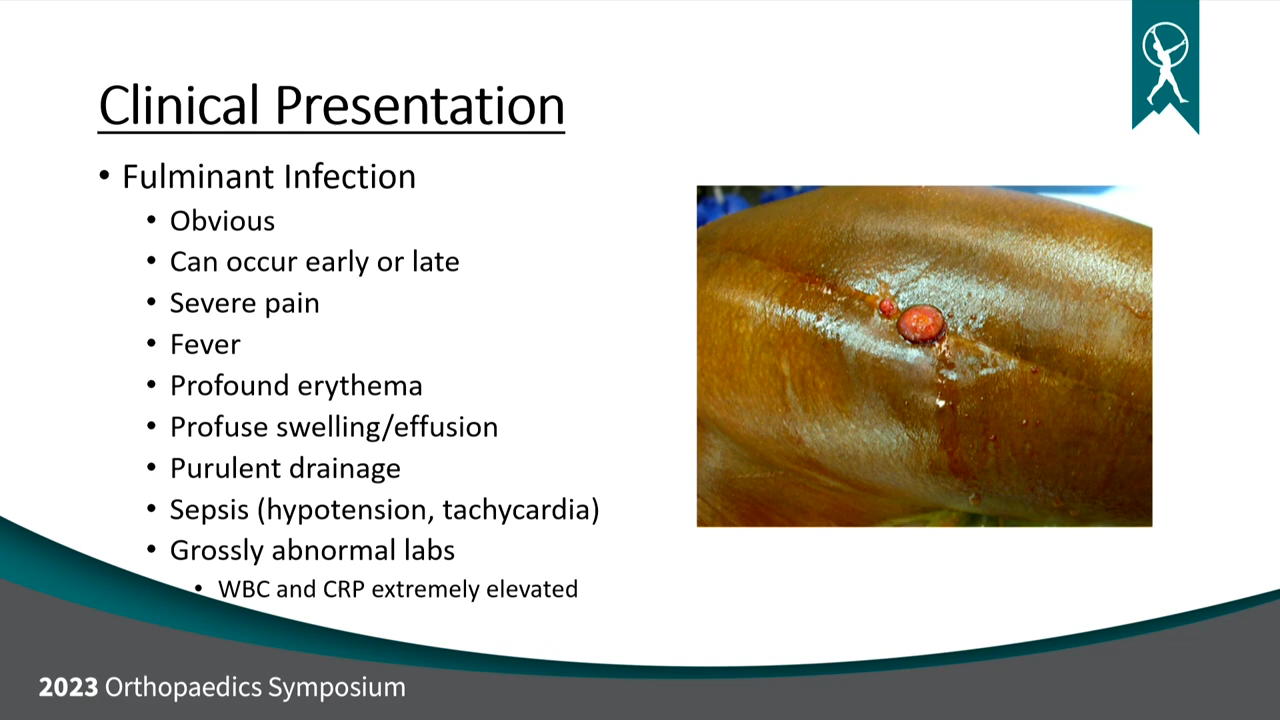 Clinical Presentation
• Fulminant Infection
• Obvious
• Can occur early or late
• Severe pain
• Fever
• Profound erythema
• Profuse swelling/effusion
• Purulent drainage
• Sepsis (hypotension, tachycardia)
• Grossly abnormal labs
• WBC and CRP extremely elevated
2023 Orthopaedics Symposium